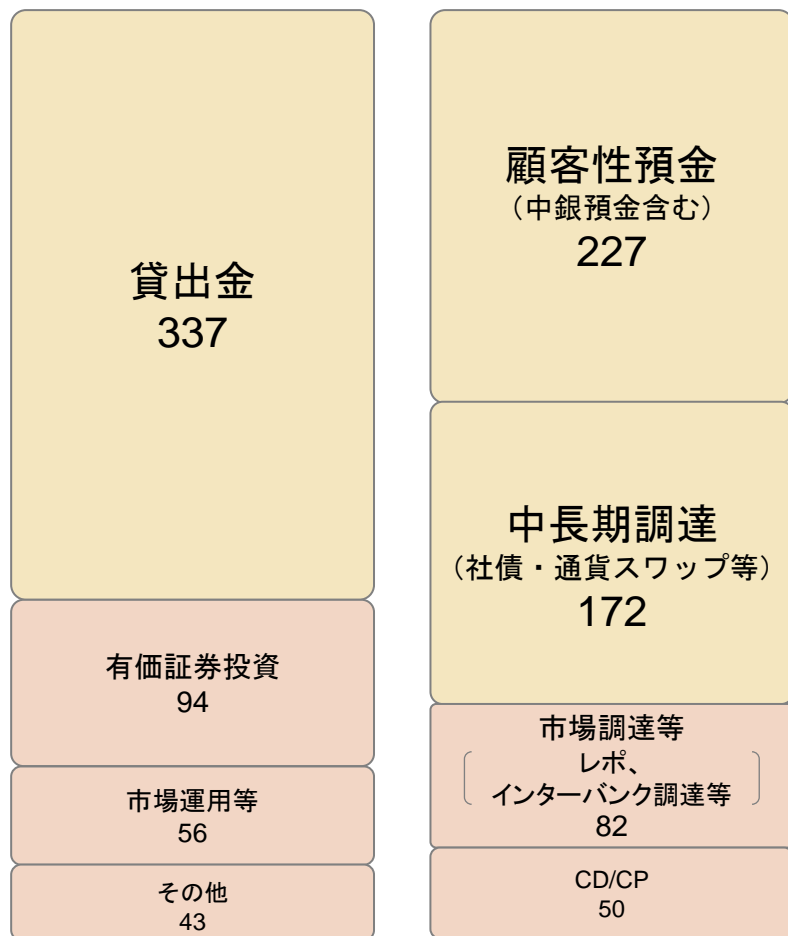 貸出金
337
有価証券投資
94
市場運用等
56
その他
43
顧客性預金
（中銀預金含む）
227
中長期調達
（社債・通貨スワップ等）
172
市場調達等
レポ、
インターバンク調達等
82
CD/CP
50